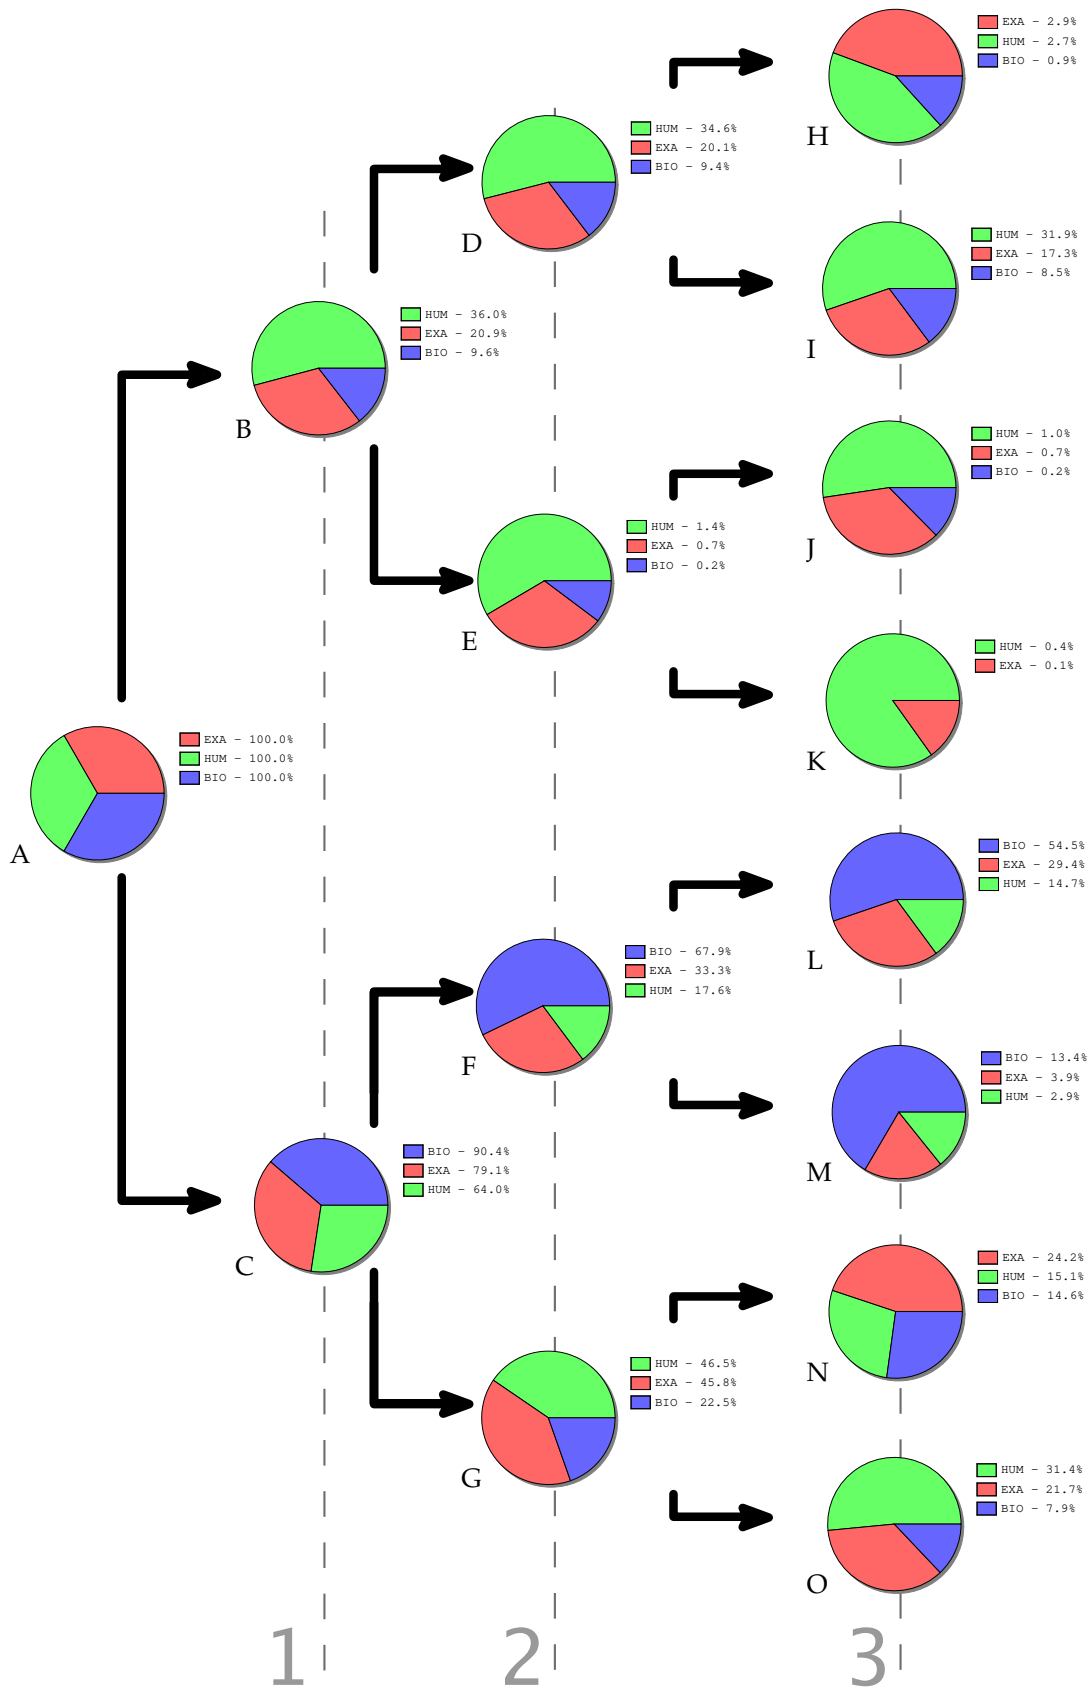 EXA - 2.9%
HUM - 2.7%
BIO - 0.9%
H
HUM - 34.6%
EXA - 20.1%
BIO - 9.4%
D
HUM - 31.9%
EXA - 17.3%
BIO - 8.5%
I
HUM - 36.0%
EXA - 20.9%
BIO - 9.6%
B
HUM - 1.0%
EXA - 0.7%
BIO - 0.2%
J
HUM - 1.4%
EXA - 0.7%
BIO - 0.2%
E
HUM - 0.4%
EXA - 0.1%
K
EXA - 100.0%
HUM - 100.0%
BIO - 100.0%
A
BIO - 54.5%
EXA - 29.4%
HUM - 14.7%
L
BIO - 67.9%
EXA - 33.3%
HUM - 17.6%
F
BIO - 13.4%
EXA - 3.9%
HUM - 2.9%
M
BIO - 90.4%
EXA - 79.1%
HUM - 64.0%
C
EXA - 24.2%
HUM - 15.1%
BIO - 14.6%
N
HUM - 46.5%
EXA - 45.8%
BIO - 22.5%
G
HUM - 31.4%
EXA - 21.7%
BIO - 7.9%
O
1
2
3